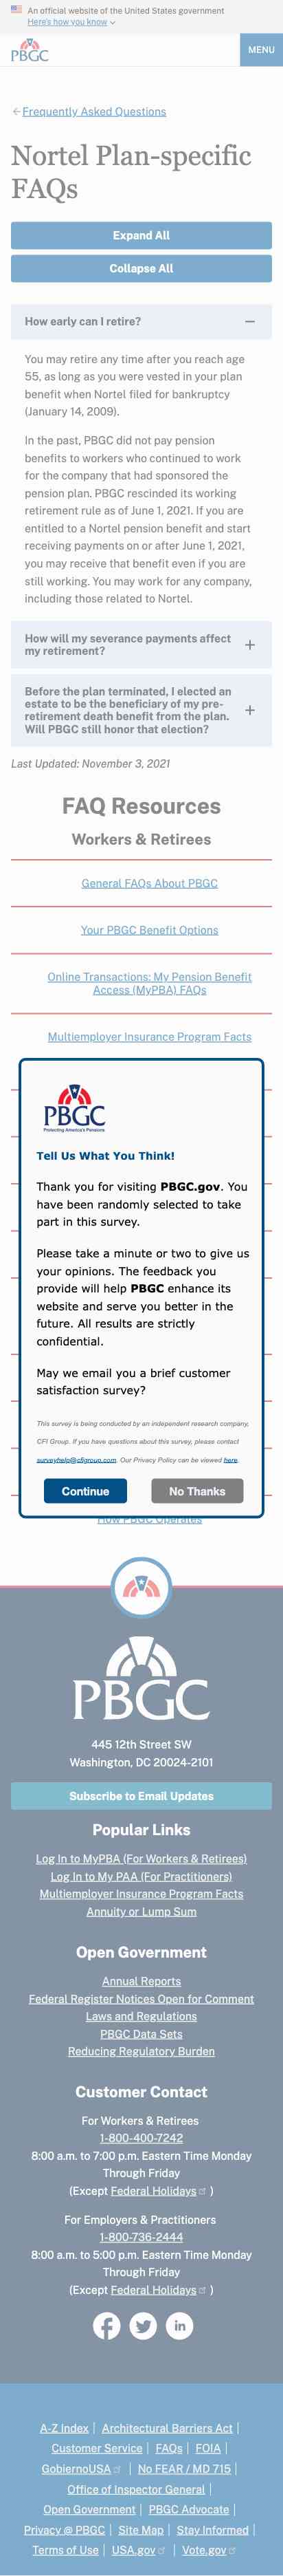 An official website of the United States government
Here's how you know
PBGC
MENU
Frequently Asked Questions
Nortel Plan-specific
FAQs
Expand All
Collapse All
How early can I retire?
You may retire any time after you reach age
55, as long as you were vested in your plan
benefit when Nortel filed for bankruptcy
(January 14, 2009).
In the past, PBGC did not pay pension
benefits to workers who continued to work
for the company that sponsored the
pension plan. PBGC rescinded its working
retirement rule as of June 1, 2021. If you are
entitled to a Nortel pension benefit and start
receiving payments on or after June 1, 2021,
you may receive that benefit even if you are
still working. You may work for any company,
including those related to Nortel.
How will my severance payments affect
my retirement?
Before the plan terminated, I elected an
estate to be the beneficiary of my pre-
retirement death benefit from the plan.
Will PBGC still honor that election?
Last Updated: November 3, 2021
FAQ Resources
Workers & Retirees
General FAQs About PBGC
Your PBGC Benefit Options
Online Transactions: My Pension Benefit
Access (MyPBA) FAQs
Multiemployer Insurance Program Facts
PBGC
Protecting America's Pensions
Tell Us What You Think!
Thank you for visiting PBGC.gov. You
have been randomly selected to take
part in this survey.
Please take a minute or two to give us
your opinions. The feedback you
provide will help PBGC enhance its
website and serve you better in the
future. All results are strictly
confidential.
May we email you a brief customer
satisfaction survey?
This survey is being conducted by an independent research company,
CFI Group. If you have questions about this survey, please contact
surveyhelp@cfigroup.com. Our Privacy Policy can be viewed here.
Continue
No Thanks
How PBGC Operates
PBGC
445 12th Street SW
Washington, DC 20024-2101
Subscribe to Email Updates
Popular Links
Log In to MyPBA (For Workers & Retirees)
Log In to My PAA (For Practitioners)
Multiemployer Insurance Program Facts
Annuity or Lump Sum
Open Government
Annual Reports
Federal Register Notices Open for Comment
Laws and Regulations
PBGC Data Sets
Reducing Regulatory Burden
Customer Contact
For Workers & Retirees
1-800-400-7242
8:00 a.m. to 7:00 p.m. Eastern Time Monday
Through Friday
(Except Federal Holidays )
For Employers & Practitioners
1-800-736-2444
8:00 a.m. to 5:00 p.m. Eastern Time Monday
Through Friday
(Except Federal Holidays )
in
A-Z Index | Architectural Barriers Act |
Customer Service | FAQs | FOIA |
GobiernoUSA | No FEAR / MD 715 |
Office of Inspector General |
Open Government | PBGC Advocate |
Privacy @ PBGC | Site Map | Stay Informed |
Terms of Use | USA.gov | Vote.gov